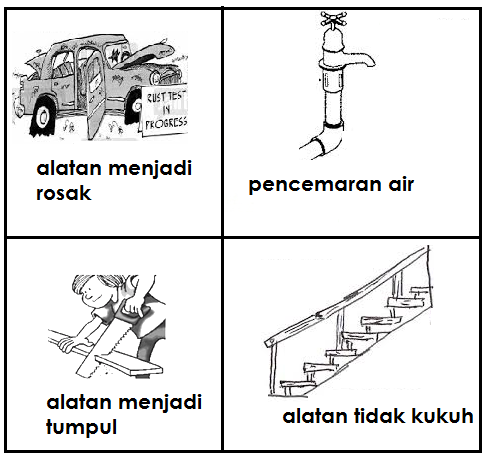 RUST TEST
IN
PROGRESS
alatan menjadi
rosak
pencemaran air
alatan menjadi
tumpul
alatan tidak kukuh